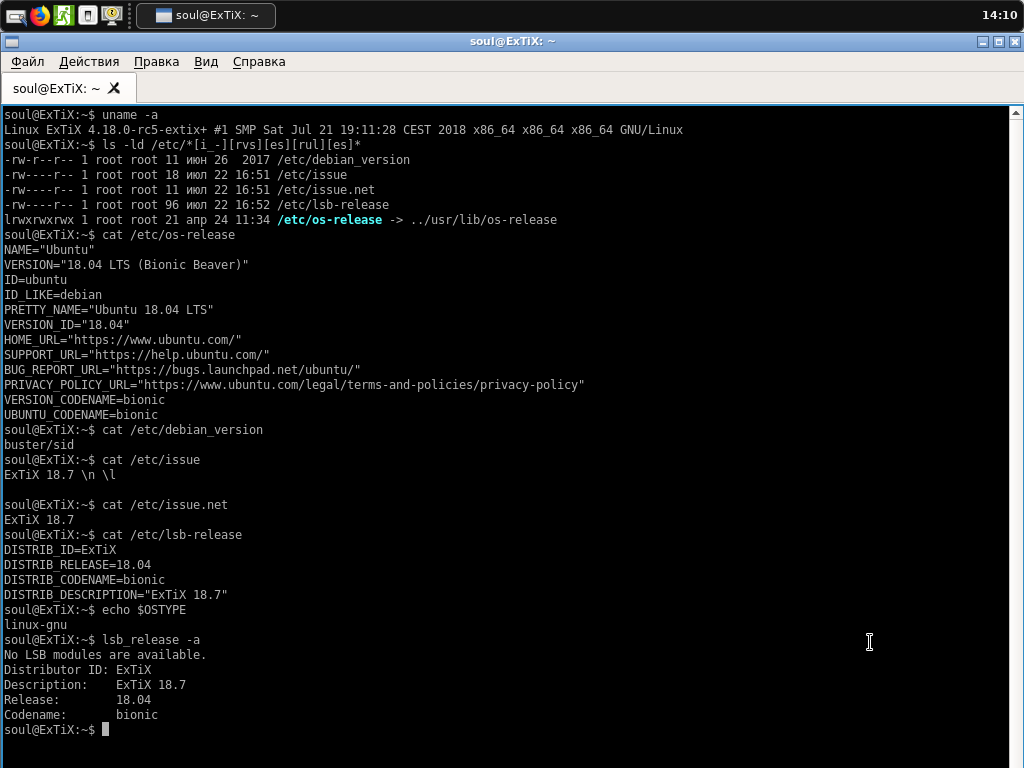 soul@ExTiX: ~
14:10
soul@ExTiX: ~
Файл Действия Правка Вид Справка
soul@ExTiX: ~
soul@ExTiX:~$ uname -a
Linux ExTiX 4.18.0-rc5-extix+ #1 SMP Sat Jul 21 19:11:28 CEST 2018 x86_64 x86_64 x86_64 GNU/Linux
soul@ExTiX:~$ ls -ld /etc/*[i_-][rvs][es][rul][es]*
-rw-r--r-- 1 root root 11 июн 26  2017 /etc/debian_version
-rw----r-- 1 root root 18 июл 22 16:51 /etc/issue
-rw----r-- 1 root root 11 июл 22 16:51 /etc/issue.net
-rw----r-- 1 root root 96 июл 22 16:52 /etc/lsb-release
lrwxrwxrwx 1 root root 21 апр 24 11:34 /etc/os-release -> ../usr/lib/os-release
soul@ExTiX:~$ cat /etc/os-release
NAME="Ubuntu"
VERSION="18.04 LTS (Bionic Beaver)"
ID=ubuntu
ID_LIKE=debian
PRETTY_NAME="Ubuntu 18.04 LTS"
VERSION_ID="18.04"
HOME_URL="https://www.ubuntu.com/"
SUPPORT_URL="https://help.ubuntu.com/"
BUG_REPORT_URL="https://bugs.launchpad.net/ubuntu/"
PRIVACY_POLICY_URL="https://www.ubuntu.com/legal/terms-and-policies/privacy-policy"
VERSION_CODENAME=bionic
UBUNTU_CODENAME=bionic
soul@ExTiX:~$ cat /etc/debian_version
buster/sid
soul@ExTiX:~$ cat /etc/issue
ExTiX 18.7 \n \l
soul@ExTiX:~$ cat /etc/issue.net
ExTiX 18.7
soul@ExTiX:~$ cat /etc/lsb-release
DISTRIB_ID=ExTiX
DISTRIB_RELEASE=18.04
DISTRIB_CODENAME=bionic
DISTRIB_DESCRIPTION="ExTiX 18.7"
soul@ExTiX:~$ echo $OSTYPE
linux-gnu
soul@ExTiX:~$ lsb_release -a
No LSB modules are available.
Distributor ID: ExTiX
Description:    ExTiX 18.7
Release:        18.04
Codename:       bionic
soul@ExTiX:~$